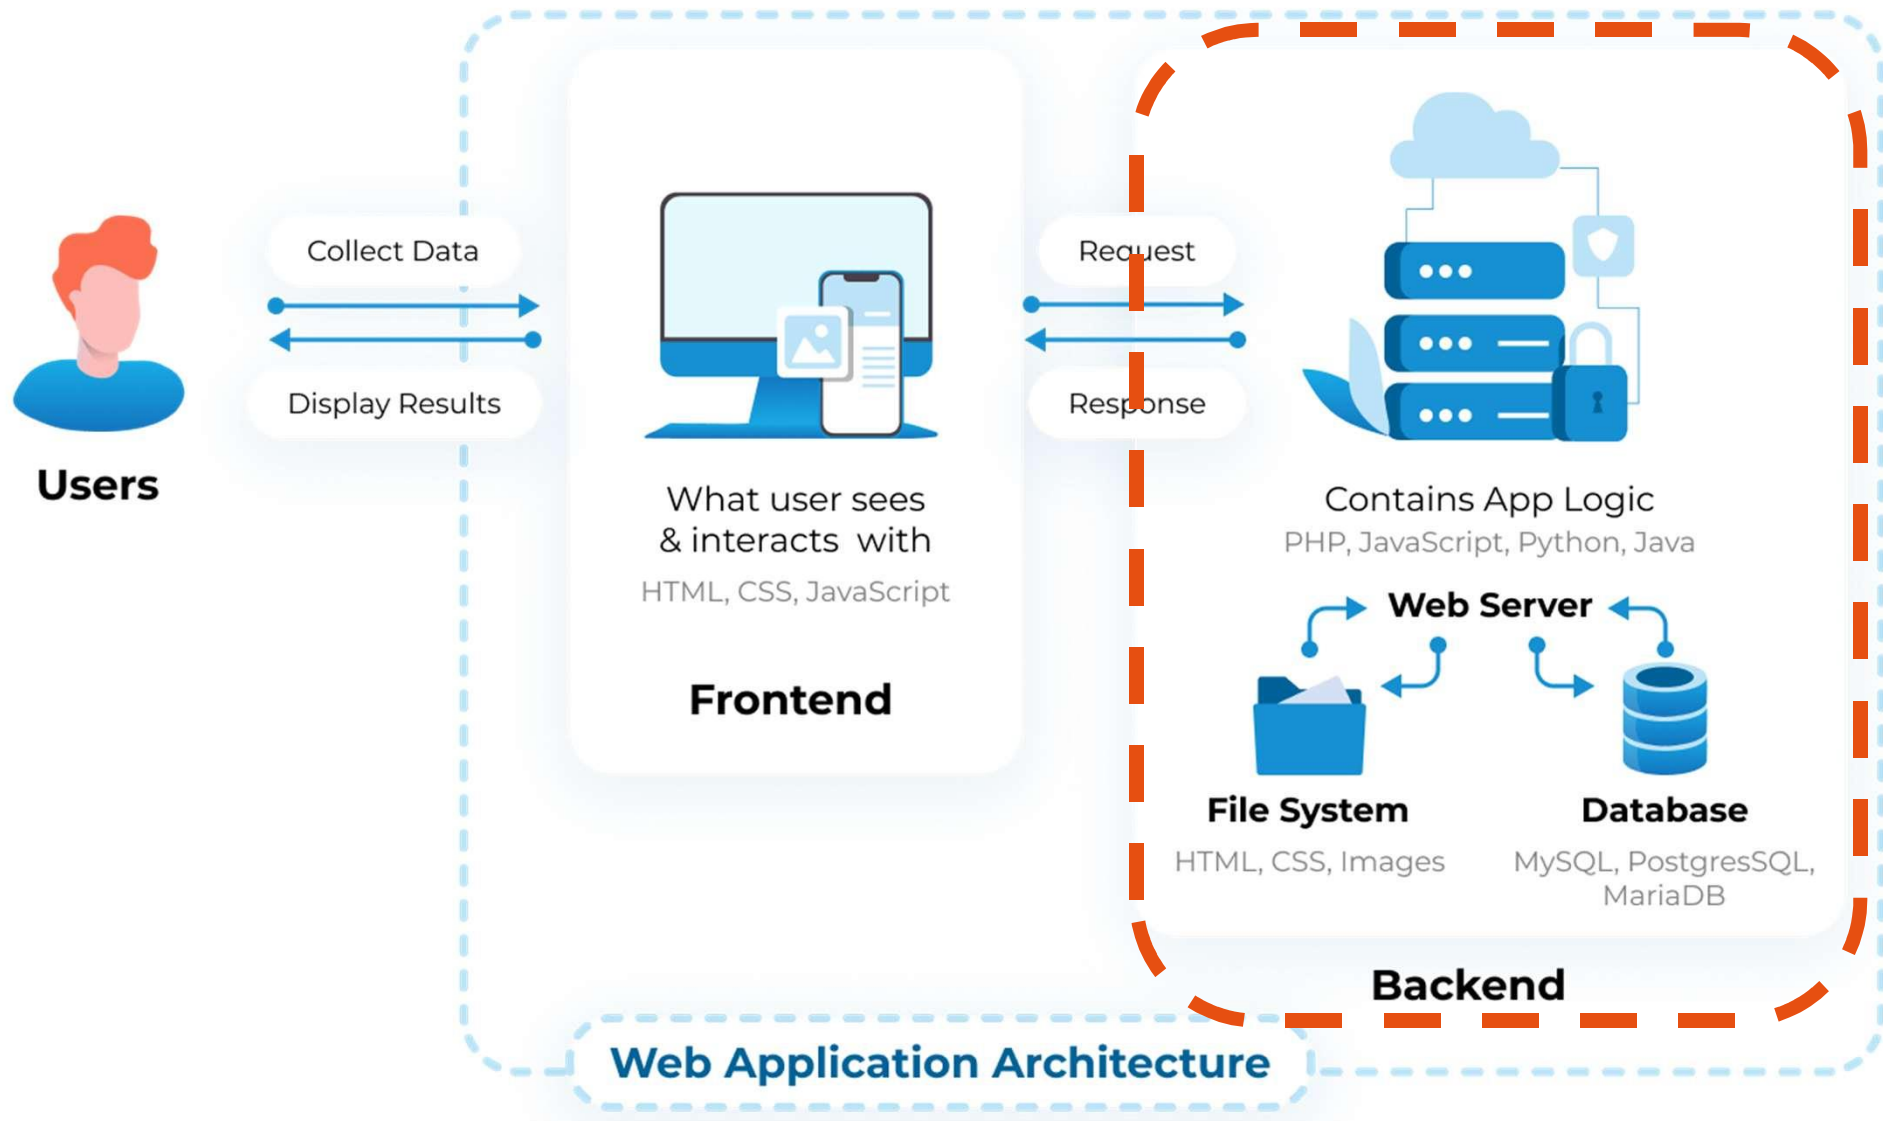 Users
Collect Data
Display Results
What user sees
& interacts with
HTML, CSS, JavaScript
Frontend
Request
Response
Contains App Logic
PHP, JavaScript, Python, Java
Web Server
File System
HTML, CSS, Images
Database
MySQL, PostgresSQL,
MariaDB
Backend
Web Application Architecture